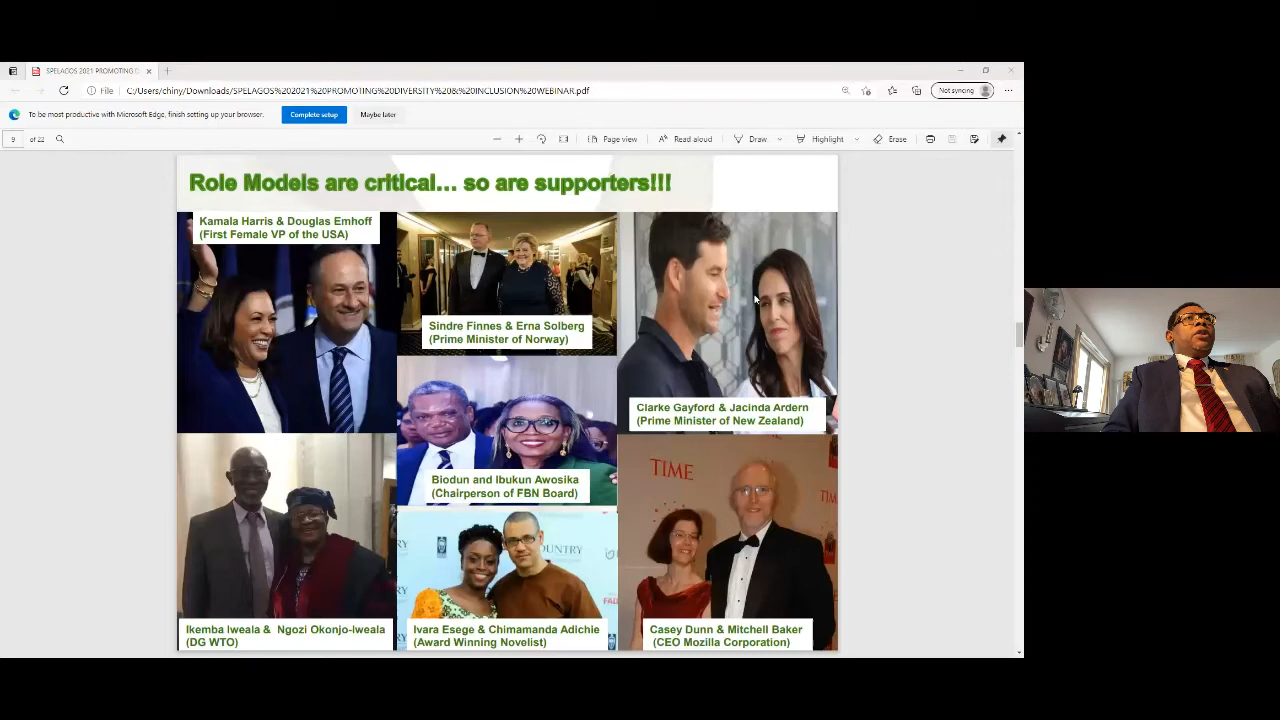 SPELAGOS 2021 PROMOTING D
File
C:/Users/chiny/Downloads/SPELAGOS%202021%20PROMOTING%20DIVERSITY%20&%20INCLUSION%20WEBINAR.pdf
Not syncing
To be most productive with Microsoft Edge, finish setting up your browser.
Complete setup
Maybe later
9 of 22
Page view
Read aloud
Draw
Highlight
Erase
Role Models are critical… so are supporters!!!
Kamala Harris & Douglas Emhoff
(First Female VP of the USA)
Sindre Finnes & Erna Solberg
(Prime Minister of Norway)
Clarke Gayford & Jacinda Ardern
(Prime Minister of New Zealand)
Biodun and Ibukun Awosika
(Chairperson of FBN Board)
TIME
Ikemba Iweala & Ngozi Okonjo-Iweala
(DG WTO)
Ivara Esege & Chimamanda Adichie
(Award Winning Novelist)
Casey Dunn & Mitchell Baker
(CEO Mozilla Corporation)